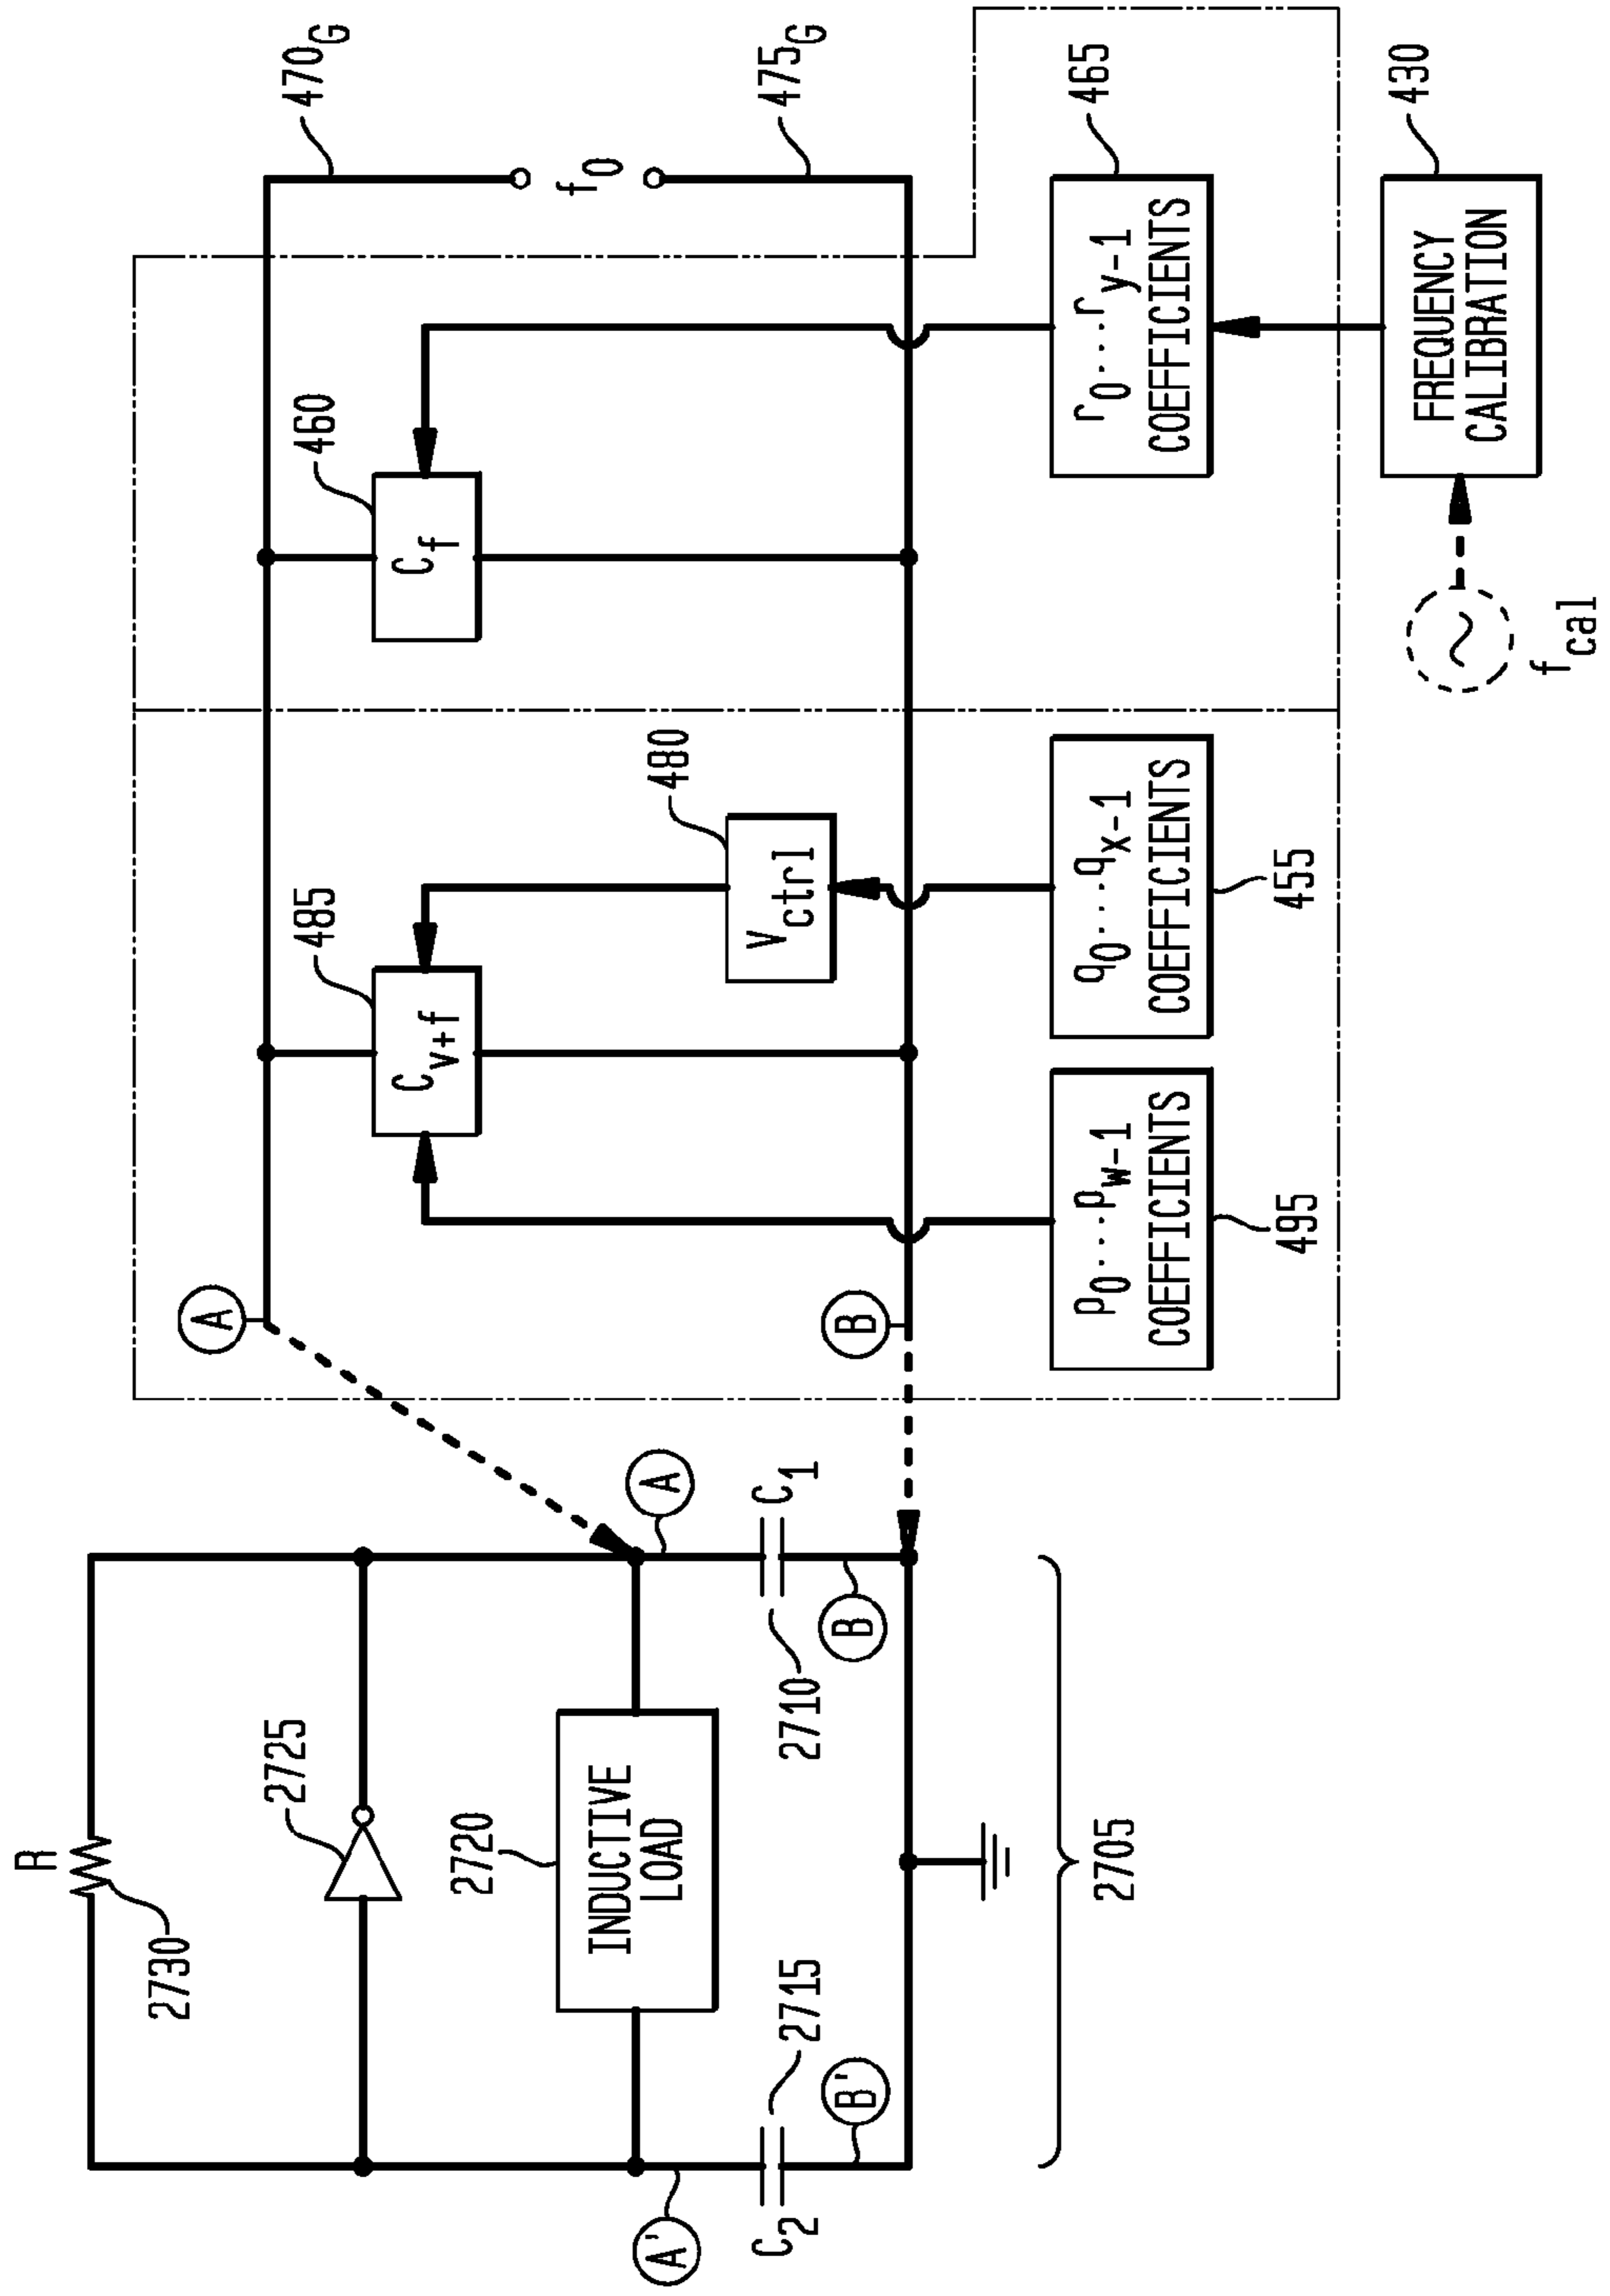 R
2730
2725
2720
INDUCTIVE
LOAD
A'
A
C2
2715
2710
C1
B'
B
2705
A
B
485
Cv+f
480
Vctrl
460
Cf
470G
fO
475G
p0...pw-1
COEFFICIENTS
495
q0...qx-1
COEFFICIENTS
455
r0...ry-1
COEFFICIENTS
465
fcal
FREQUENCY
CALIBRATION
430